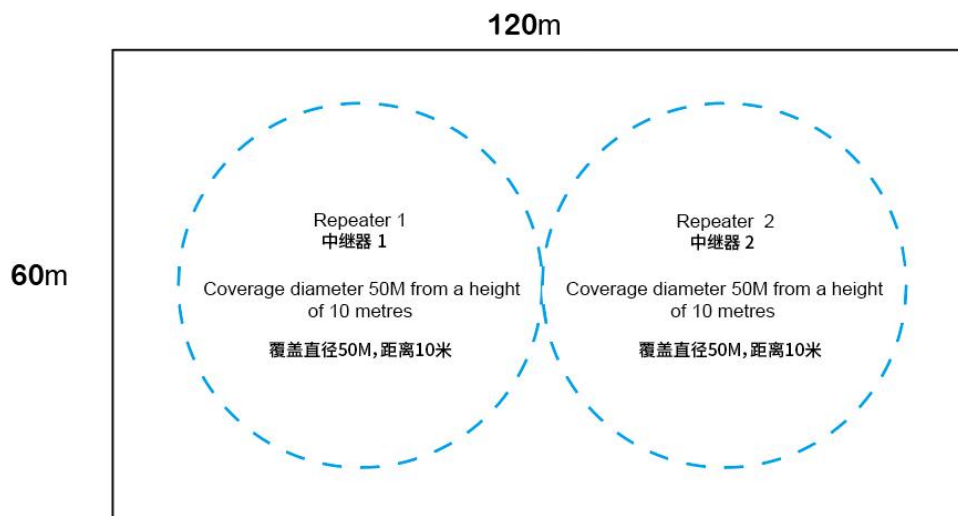 120m
60m
Repeater 1
中继器 1
Coverage diameter 50M from a height
of 10 metres
覆盖直径50M,距离10米
Repeater 2
中继器 2
Coverage diameter 50M from a height
of 10 metres
覆盖直径50M,距离10米